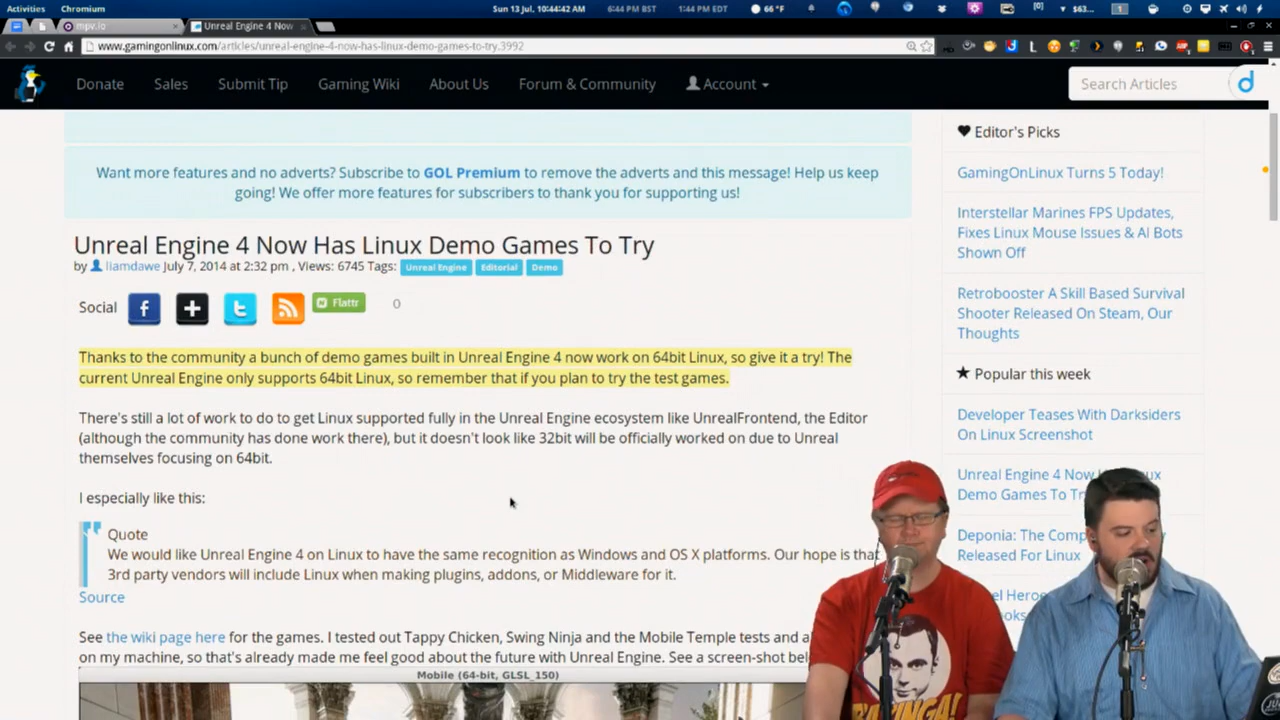 Activities Chromium Sun 13 Jul, 10:44:42 AM 6:44 PM BST 1:44 PM EDT 66 °F $63...
mpv.io Unreal Engine 4 Now
www.gamingonlinux.com/articles/unreal-engine-4-now-has-linux-demo-games-to-try.3992
Donate Sales Submit Tip Gaming Wiki About Us Forum & Community Account Search Articles
Want more features and no adverts? Subscribe to GOL Premium to remove the adverts and this message! Help us keep
going! We offer more features for subscribers to thank you for supporting us!
Unreal Engine 4 Now Has Linux Demo Games To Try
by liamdawe July 7, 2014 at 2:32 pm , Views: 6745 Tags: Unreal Engine Editorial Demo
Social Flattr 0
Thanks to the community a bunch of demo games built in Unreal Engine 4 now work on 64bit Linux, so give it a try! The
current Unreal Engine only supports 64bit Linux, so remember that if you plan to try the test games.
There's still a lot of work to do to get Linux supported fully in the Unreal Engine ecosystem like UnrealFrontend, the Editor
(although the community has done work there), but it doesn't look like 32bit will be officially worked on due to Unreal
themselves focusing on 64bit.
I especially like this:
Quote
We would like Unreal Engine 4 on Linux to have the same recognition as Windows and OS X platforms. Our hope is that
3rd party vendors will include Linux when making plugins, addons, or Middleware for it.
Source
See the wiki page here for the games. I tested out Tappy Chicken, Swing Ninja and the Mobile Temple tests and
on my machine, so that's already made me feel good about the future with Unreal Engine. See a screen-shot
Mobile (64-bit, GLSL_150)
Editor's Picks
GamingOnLinux Turns 5 Today!
Interstellar Marines FPS Updates,
Fixes Linux Mouse Issues & AI Bots
Shown Off
Retrobooster A Skill Based Survival
Shooter Released On Steam, Our
Thoughts
Popular this week
Developer Teases With Darksiders
On Linux Screenshot
Unreal Engine 4 Now
Demo Games To
Deponia: The
Released For Linux
BAZINGA!